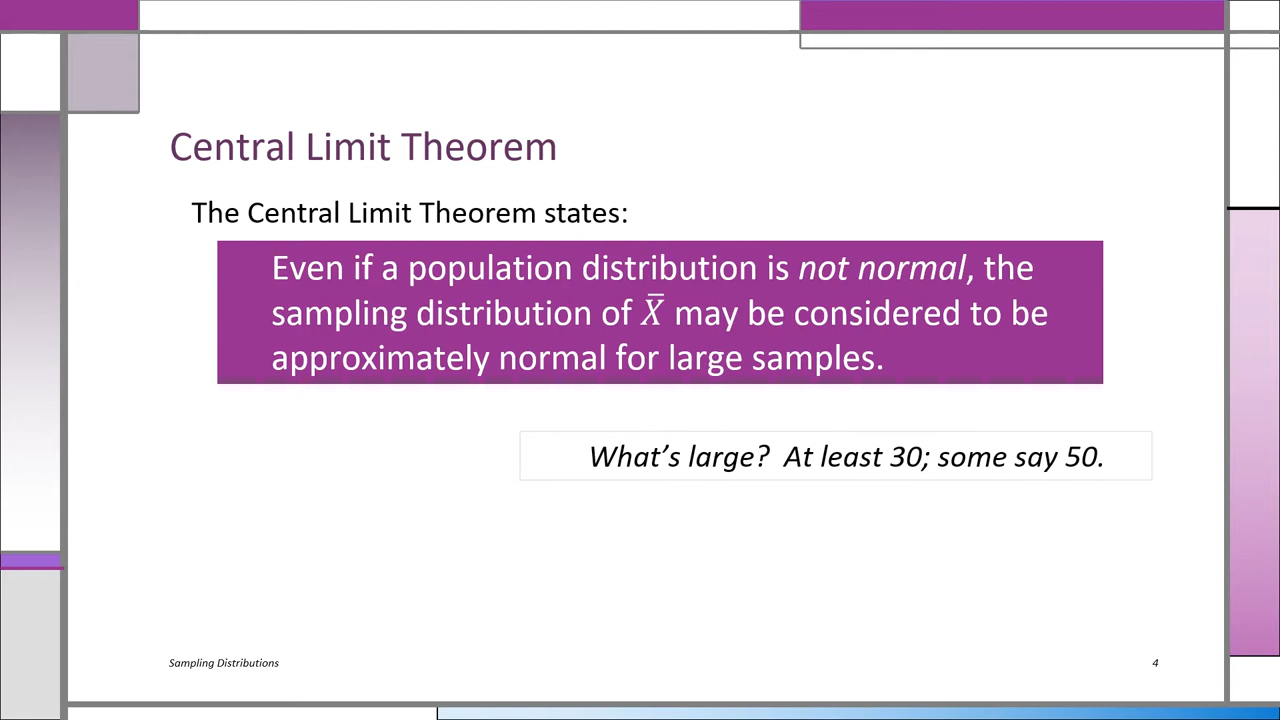 Central Limit Theorem
The Central Limit Theorem states:
Even if a population distribution is not normal, the
sampling distribution of X̄ may be considered to be
approximately normal for large samples.
What’s large?  At least 30; some say 50.
Sampling Distributions
4